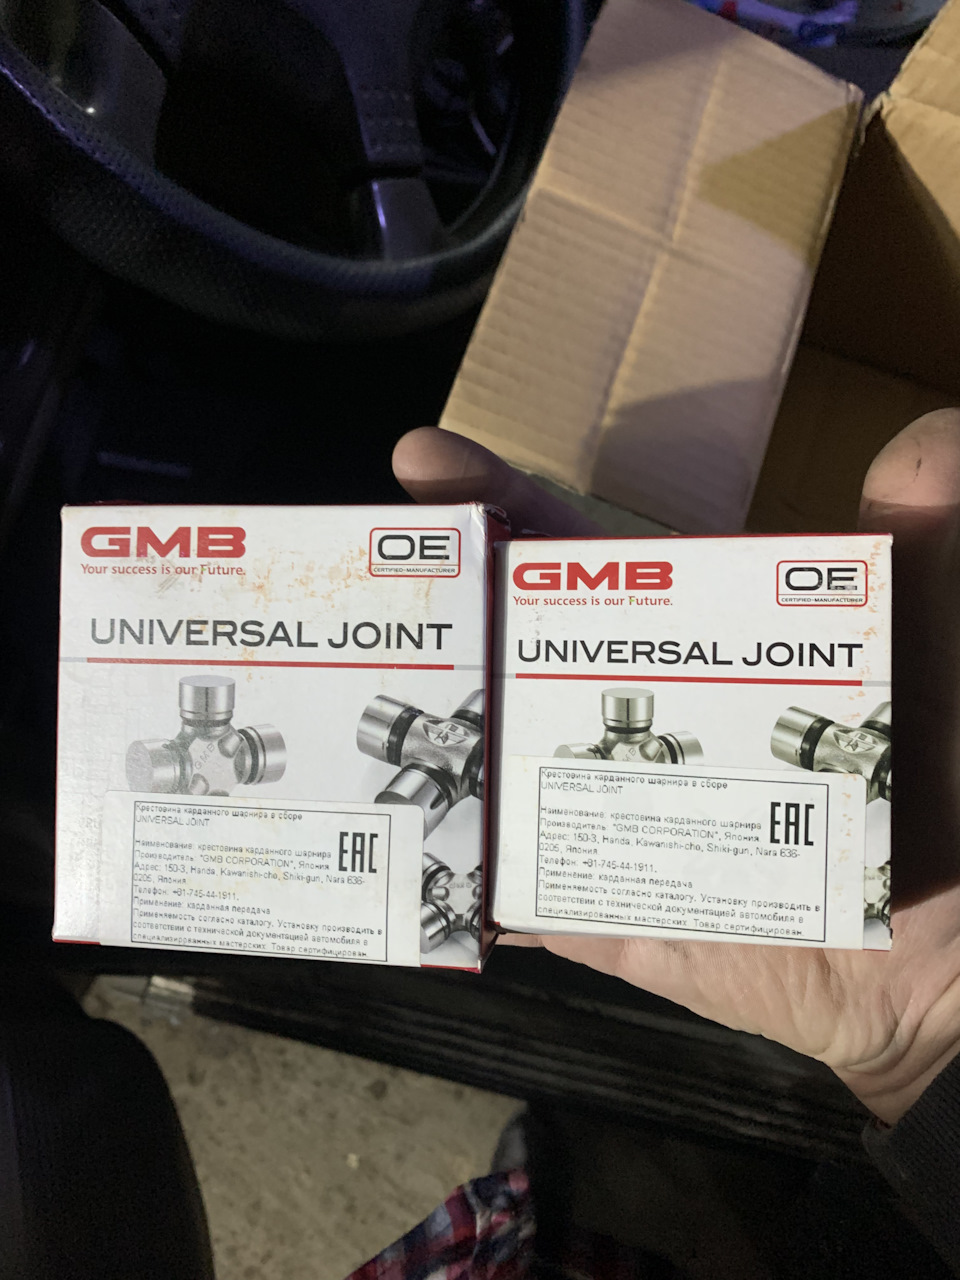 GMB
Your success is our Future.
OE
CERTIFIED-MANUFACTURER
UNIVERSAL JOINT
GMB
Крестовина карданного шарнира в сборе
UNIVERSAL JOINT
EAC
Наименование: крестовина карданного шарнира
Производитель: "GMB CORPORATION", Япония
Адрес: 150-3, Handa, Kawanishi-cho, Shiki-gun, Nara 636-
0205, Япония.
Телефон: +81-745-44-1911.
Применение: карданная передача
Применяемость согласно каталогу. Установку производить в
соответствии с технической документацией автомобиля в
специализированных мастерских. Товар сертифицирован.
GMB
Your success is our Future.
OE
CERTIFIED-MANUFACTURER
UNIVERSAL JOINT
Крестовина карданного шарнира в сборе
UNIVERSAL JOINT
EAC
Наименование: крестовина карданного шарнира
Производитель: "GMB CORPORATION", Япония
Адрес: 150-3, Handa, Kawanishi-cho, Shiki-gun, Nara 636-
0205, Япония.
Телефон: +81-745-44-1911.
Применение: карданная передача
Применяемость согласно каталогу. Установку производить в
соответствии с технической документацией автомобиля в
специализированных мастерских. Товар сертифицирован.